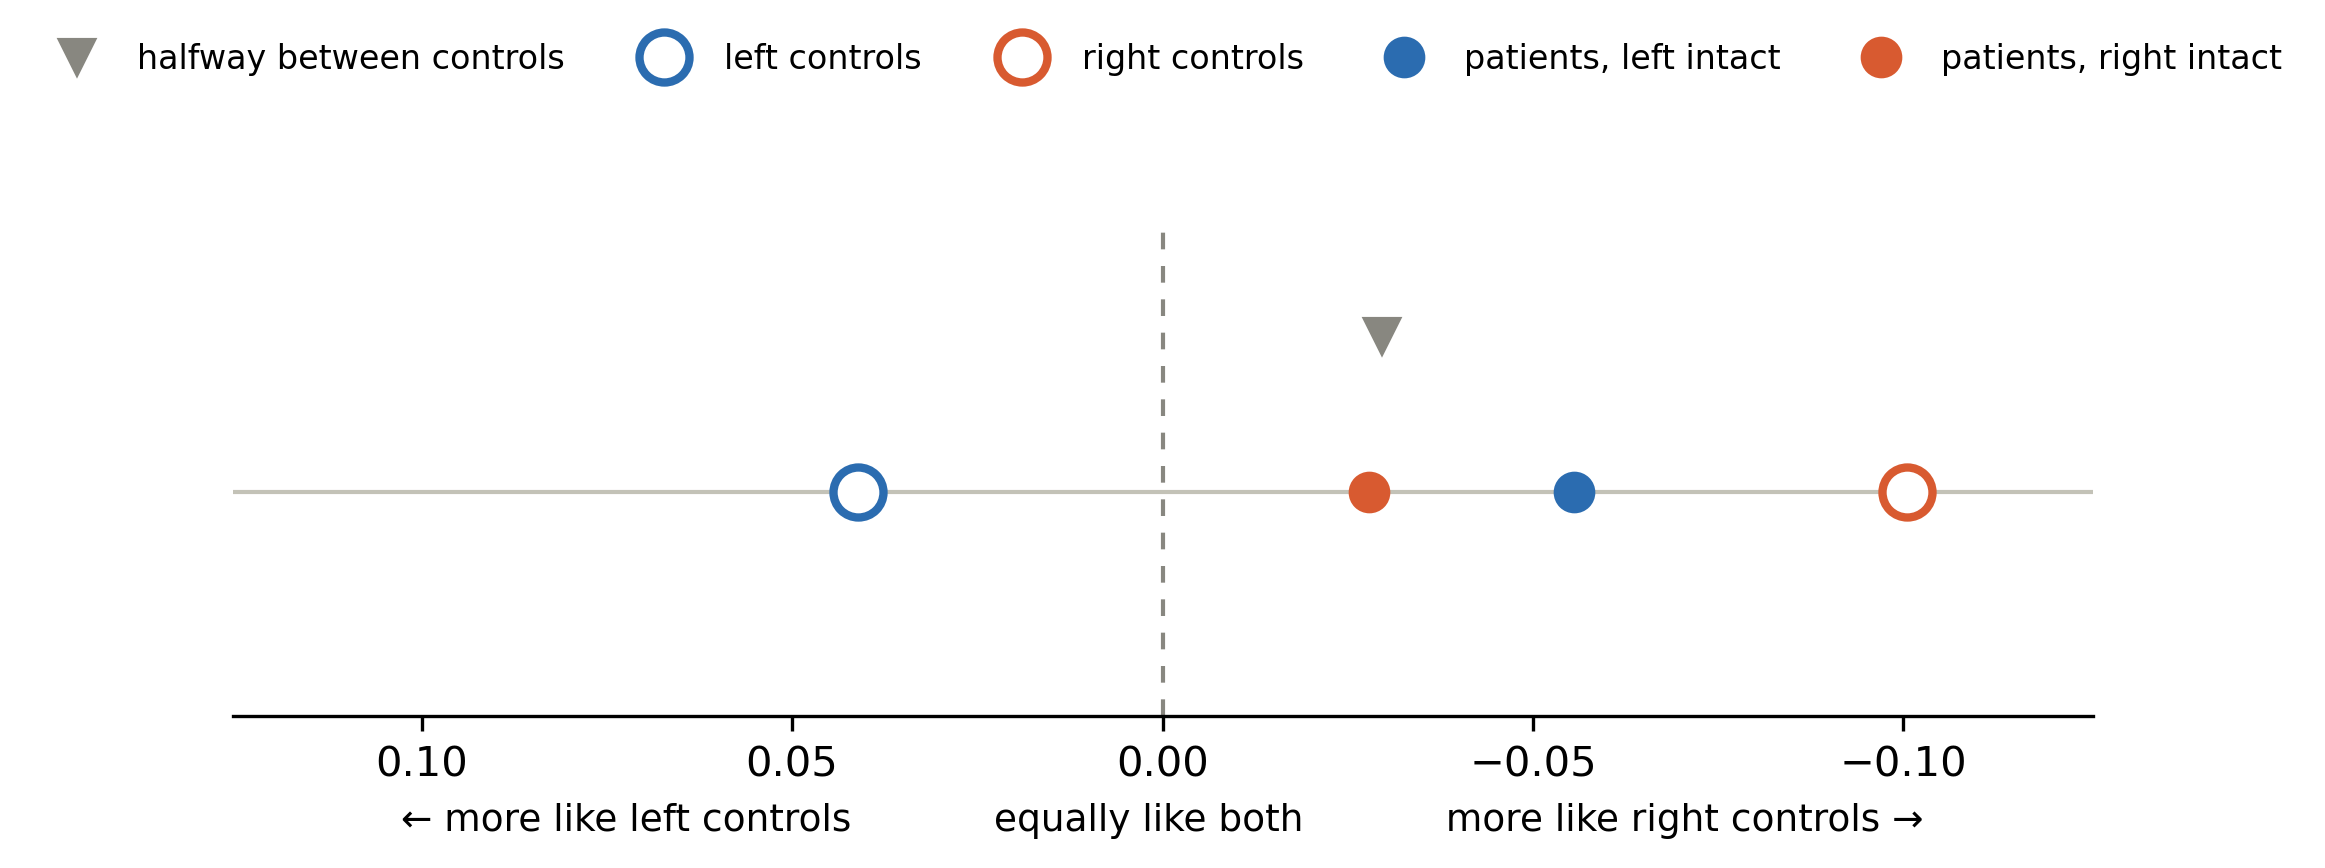 halfway between controls left controls right controls patients, left intact patients, right intact
0.10 0.05 0.00 −0.05 −0.10
← more like left controls equally like both more like right controls →